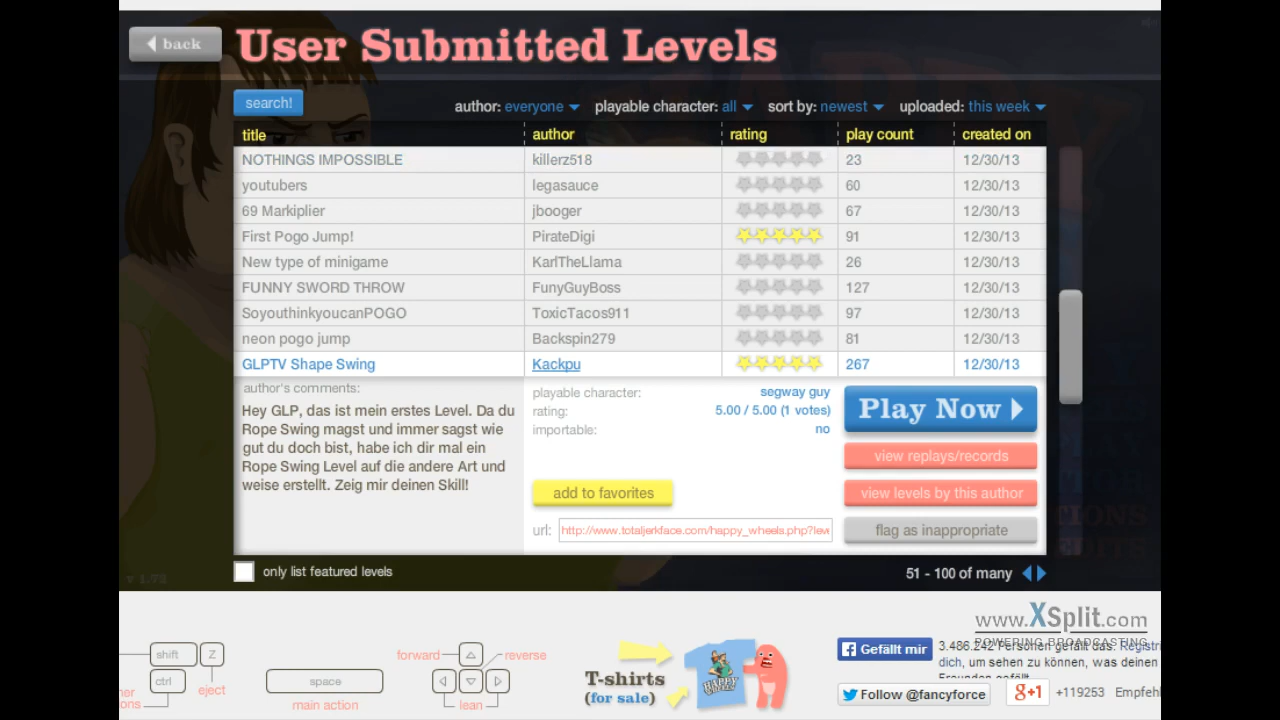 back
User Submitted Levels
search!
author: everyone playable character: all sort by: newest uploaded: this week
title author rating play count created on
NOTHINGS IMPOSSIBLE killerz518 23 12/30/13
youtubers legasauce 60 12/30/13
69 Markiplier jbooger 67 12/30/13
First Pogo Jump! PirateDigi 91 12/30/13
New type of minigame KarlTheLlama 26 12/30/13
FUNNY SWORD THROW FunyGuyBoss 127 12/30/13
SoyouthinkyoucanPOGO ToxicTacos911 97 12/30/13
neon pogo jump Backspin279 81 12/30/13
GLPTV Shape Swing Kackpu 267 12/30/13
author's comments:
Hey GLP, das ist mein erstes Level. Da du
Rope Swing magst und immer sagst wie
gut du doch bist, habe ich dir mal ein
Rope Swing Level auf die andere Art und
weise erstellt. Zeig mir deinen Skill!
playable character: segway guy
rating: 5.00 / 5.00 (1 votes)
importable: no
add to favorites
url: http://www.totaljerkface.com/happy_wheels.php?lev
Play Now
view replays/records
view levels by this author
flag as inappropriate
v 1.72
only list featured levels
51 - 100 of many
www.XSplit.com
POWERING BROADCASTING
shift Z
ctrl
eject
space
main action
forward reverse
lean
T-shirts
(for sale)
HAPPY
WHEELS
Gefällt mir
3.486.242 Personen gefällt das. Registri
dich, um sehen zu können, was deinen
Freunden gefällt
Follow @fancyforce
g+1 +119253 Empfehl